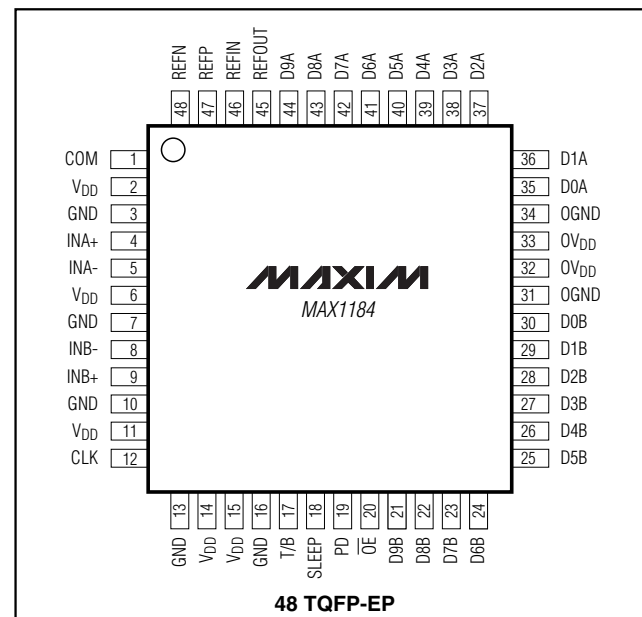 REFN REFP REFIN REFOUT D9A D8A D7A D6A D5A D4A D3A D2A
48 47 46 45 44 43 42 41 40 39 38 37
COM 1
VDD 2
GND 3
INA+ 4
INA- 5
VDD 6
GND 7
INB- 8
INB+ 9
GND 10
VDD 11
CLK 12
MAXIM
MAX1184
36 D1A
35 D0A
34 OGND
33 OVDD
32 OVDD
31 OGND
30 D0B
29 D1B
28 D2B
27 D3B
26 D4B
25 D5B
13 14 15 16 17 18 19 20 21 22 23 24
GND VDD VDD GND T/B SLEEP PD O̅E̅ D9B D8B D7B D6B
48 TQFP-EP